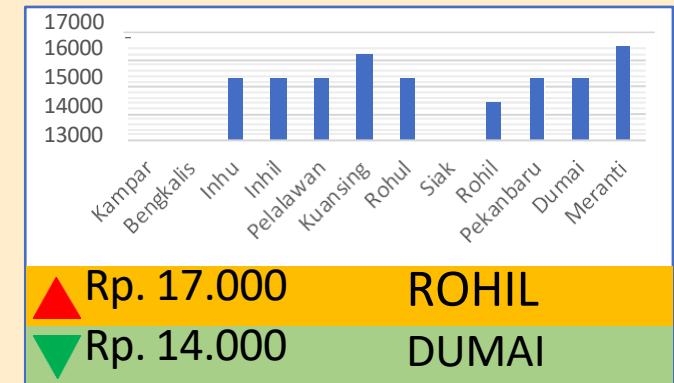 17000
16000
15000
14000
13000
-
Kampar
Bengkalis
Inhu
Inhil
Pelalawan
Kuansing
Rohul
Siak
Rohil
Pekanbaru
Dumai
Meranti
Rp. 17.000 ROHIL
Rp. 14.000 DUMAI